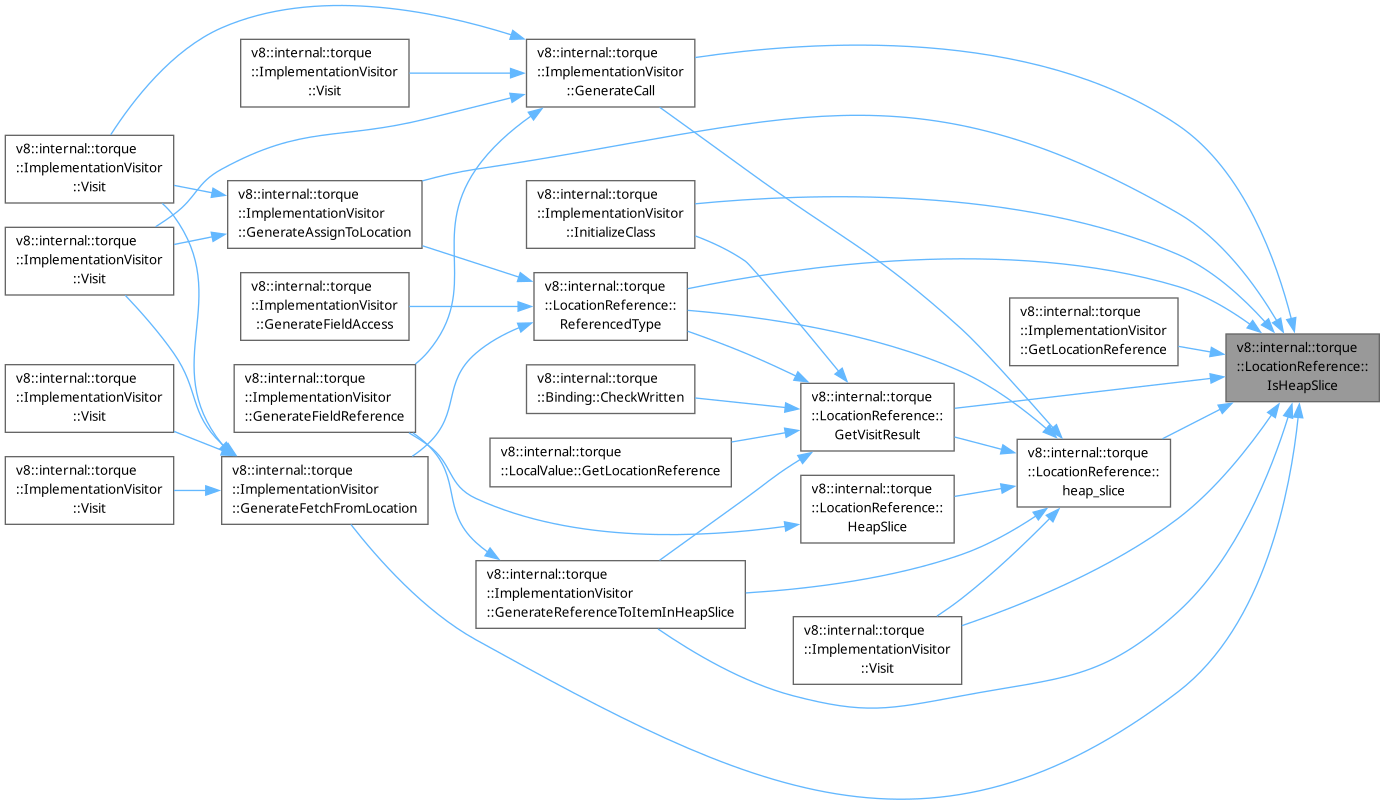 v8::internal::torque
::ImplementationVisitor
::Visit
v8::internal::torque
::ImplementationVisitor
::GenerateCall
v8::internal::torque
::ImplementationVisitor
::Visit
v8::internal::torque
::ImplementationVisitor
::GenerateAssignToLocation
v8::internal::torque
::ImplementationVisitor
::InitializeClass
v8::internal::torque
::ImplementationVisitor
::Visit
v8::internal::torque
::ImplementationVisitor
::GenerateFieldAccess
v8::internal::torque
::LocationReference::
ReferencedType
v8::internal::torque
::ImplementationVisitor
::GetLocationReference
v8::internal::torque
::LocationReference::
IsHeapSlice
v8::internal::torque
::ImplementationVisitor
::Visit
v8::internal::torque
::ImplementationVisitor
::GenerateFieldReference
v8::internal::torque
::Binding::CheckWritten
v8::internal::torque
::LocationReference::
GetVisitResult
v8::internal::torque
::LocalValue::GetLocationReference
v8::internal::torque
::LocationReference::
heap_slice
v8::internal::torque
::ImplementationVisitor
::Visit
v8::internal::torque
::ImplementationVisitor
::GenerateFetchFromLocation
v8::internal::torque
::LocationReference::
HeapSlice
v8::internal::torque
::ImplementationVisitor
::GenerateReferenceToItemInHeapSlice
v8::internal::torque
::ImplementationVisitor
::Visit